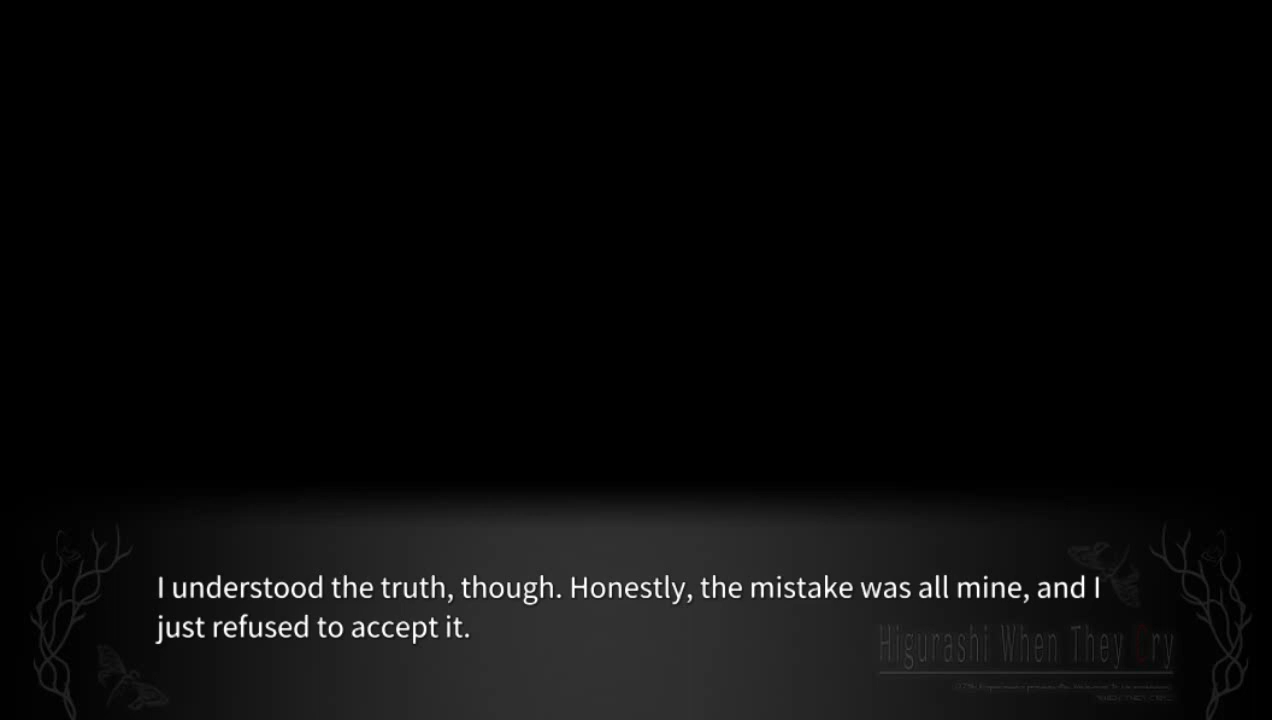 I understood the truth, though. Honestly, the mistake was all mine, and I
just refused to accept it.
Higurashi When They Cry